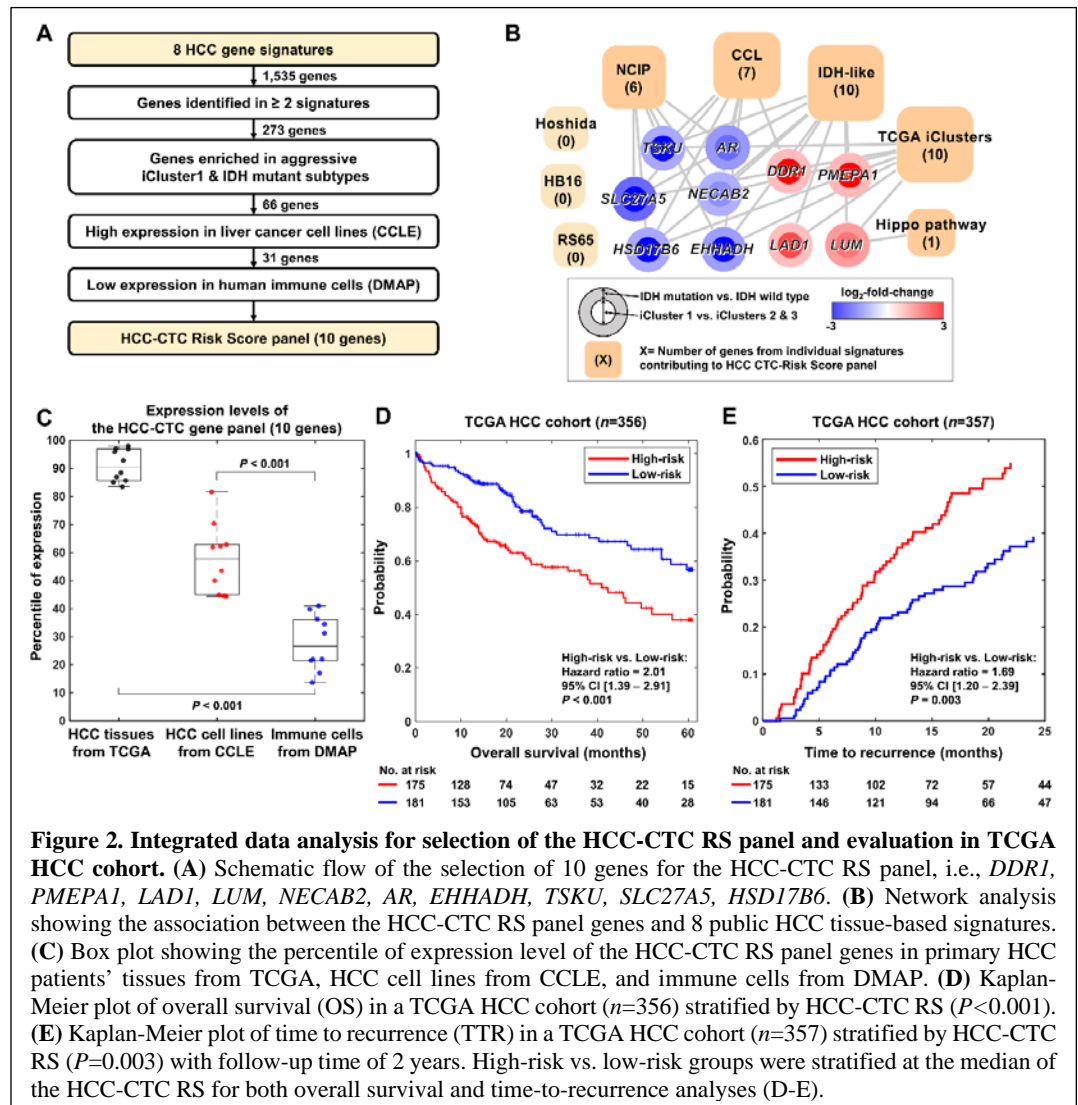 A
8 HCC gene signatures
1,535 genes
Genes identified in ≥ 2 signatures
273 genes
Genes enriched in aggressive
iCluster1 & IDH mutant subtypes
66 genes
High expression in liver cancer cell lines (CCLE)
31 genes
Low expression in human immune cells (DMAP)
HCC-CTC Risk Score panel (10 genes)
B
NCIP
(6)
CCL
(7)
IDH-like
(10)
Hoshida
(0)
TCGA iClusters
(10)
TSKU
AR
DDR1
PMEPA1
HB16
(0)
SLC27A5
NECAB2
RS65
(0)
HSD17B6
EHHADH
LAD1
LUM
Hippo pathway
(1)
IDH mutation vs. IDH wild type
iCluster 1 vs. iClusters 2 & 3
log2-fold-change
-3
3
(X)
X= Number of genes from individual signatures
contributing to HCC CTC-Risk Score panel
C
Expression levels of
the HCC-CTC gene panel (10 genes)
Percentile of expression
100
90
80
70
60
50
40
30
20
10
0
P < 0.001
P < 0.001
HCC tissues
from TCGA
HCC cell lines
from CCLE
Immune cells
from DMAP
D
TCGA HCC cohort (n=356)
High-risk
Low-risk
Probability
1
0.8
0.6
0.4
0.2
0
High-risk vs. Low-risk:
Hazard ratio = 2.01
95% CI [1.39 – 2.91]
P < 0.001
0 10 20 30 40 50 60
Overall survival (months)
No. at risk
175 128 74 47 32 22 15
181 153 105 63 53 40 28
E
TCGA HCC cohort (n=357)
High-risk
Low-risk
Probability
0.6
0.5
0.4
0.3
0.2
0.1
0
High-risk vs. Low-risk:
Hazard ratio = 1.69
95% CI [1.20 – 2.39]
P = 0.003
0 5 10 15 20 25
Time to recurrence (months)
No. at risk
175 133 102 72 57 44
181 146 121 94 66 47
Figure 2. Integrated data analysis for selection of the HCC-CTC RS panel and evaluation in TCGA
HCC cohort. (A) Schematic flow of the selection of 10 genes for the HCC-CTC RS panel, i.e., DDR1,
PMEPA1, LAD1, LUM, NECAB2, AR, EHHADH, TSKU, SLC27A5, HSD17B6. (B) Network analysis
showing the association between the HCC-CTC RS panel genes and 8 public HCC tissue-based signatures.
(C) Box plot showing the percentile of expression level of the HCC-CTC RS panel genes in primary HCC
patients’ tissues from TCGA, HCC cell lines from CCLE, and immune cells from DMAP. (D) Kaplan-
Meier plot of overall survival (OS) in a TCGA HCC cohort (n=356) stratified by HCC-CTC RS (P<0.001).
(E) Kaplan-Meier plot of time to recurrence (TTR) in a TCGA HCC cohort (n=357) stratified by HCC-CTC
RS (P=0.003) with follow-up time of 2 years. High-risk vs. low-risk groups were stratified at the median of
the HCC-CTC RS for both overall survival and time-to-recurrence analyses (D-E).